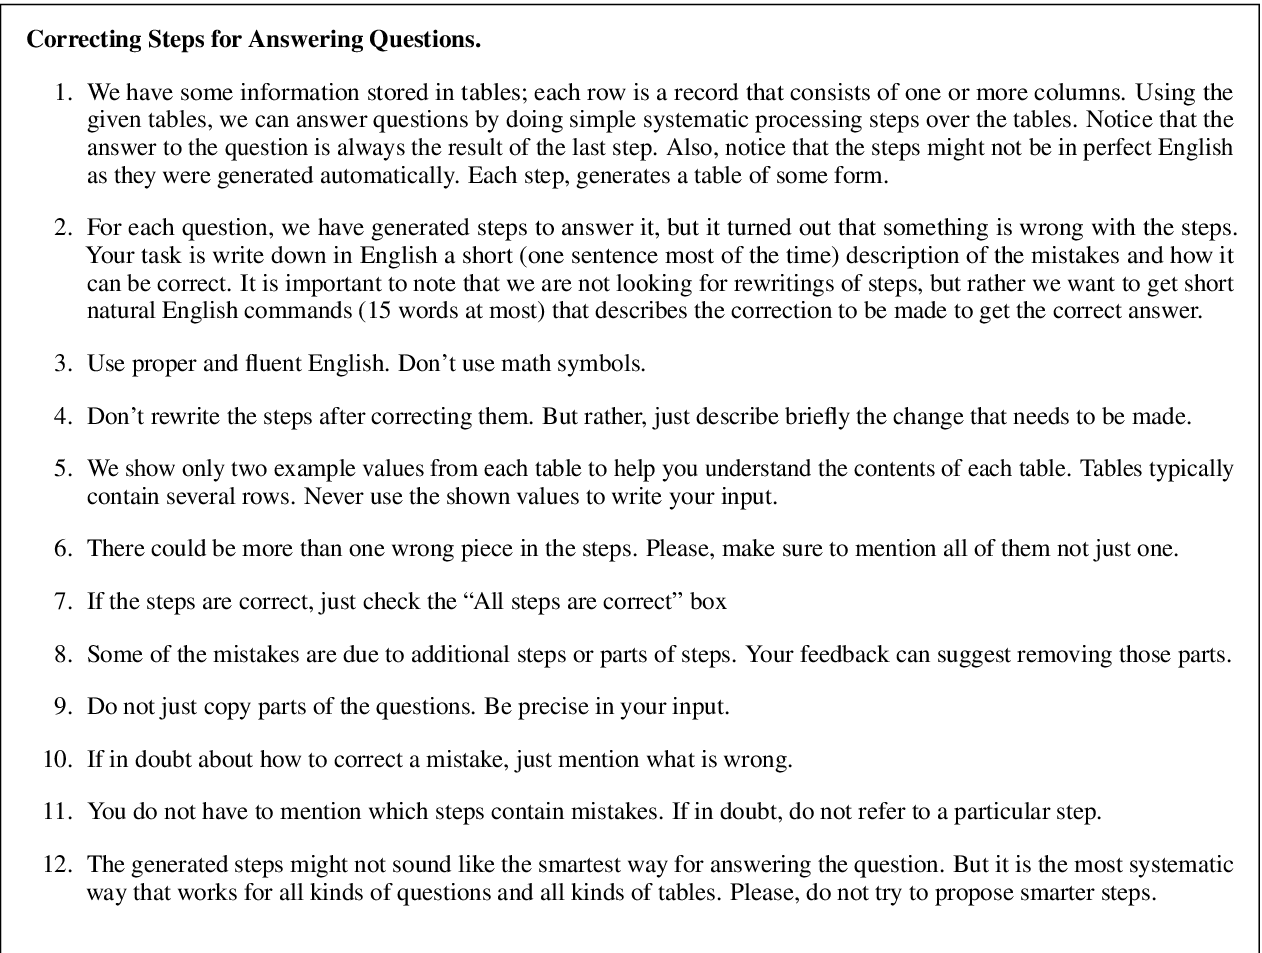 Correcting Steps for Answering Questions.
1. We have some information stored in tables; each row is a record that consists of one or more columns. Using the
given tables, we can answer questions by doing simple systematic processing steps over the tables. Notice that the
answer to the question is always the result of the last step. Also, notice that the steps might not be in perfect English
as they were generated automatically. Each step, generates a table of some form.
2. For each question, we have generated steps to answer it, but it turned out that something is wrong with the steps.
Your task is write down in English a short (one sentence most of the time) description of the mistakes and how it
can be correct. It is important to note that we are not looking for rewritings of steps, but rather we want to get short
natural English commands (15 words at most) that describes the correction to be made to get the correct answer.
3. Use proper and fluent English. Don't use math symbols.
4. Don't rewrite the steps after correcting them. But rather, just describe briefly the change that needs to be made.
5. We show only two example values from each table to help you understand the contents of each table. Tables typically
contain several rows. Never use the shown values to write your input.
6. There could be more than one wrong piece in the steps. Please, make sure to mention all of them not just one.
7. If the steps are correct, just check the “All steps are correct” box
8. Some of the mistakes are due to additional steps or parts of steps. Your feedback can suggest removing those parts.
9. Do not just copy parts of the questions. Be precise in your input.
10. If in doubt about how to correct a mistake, just mention what is wrong.
11. You do not have to mention which steps contain mistakes. If in doubt, do not refer to a particular step.
12. The generated steps might not sound like the smartest way for answering the question. But it is the most systematic
way that works for all kinds of questions and all kinds of tables. Please, do not try to propose smarter steps.